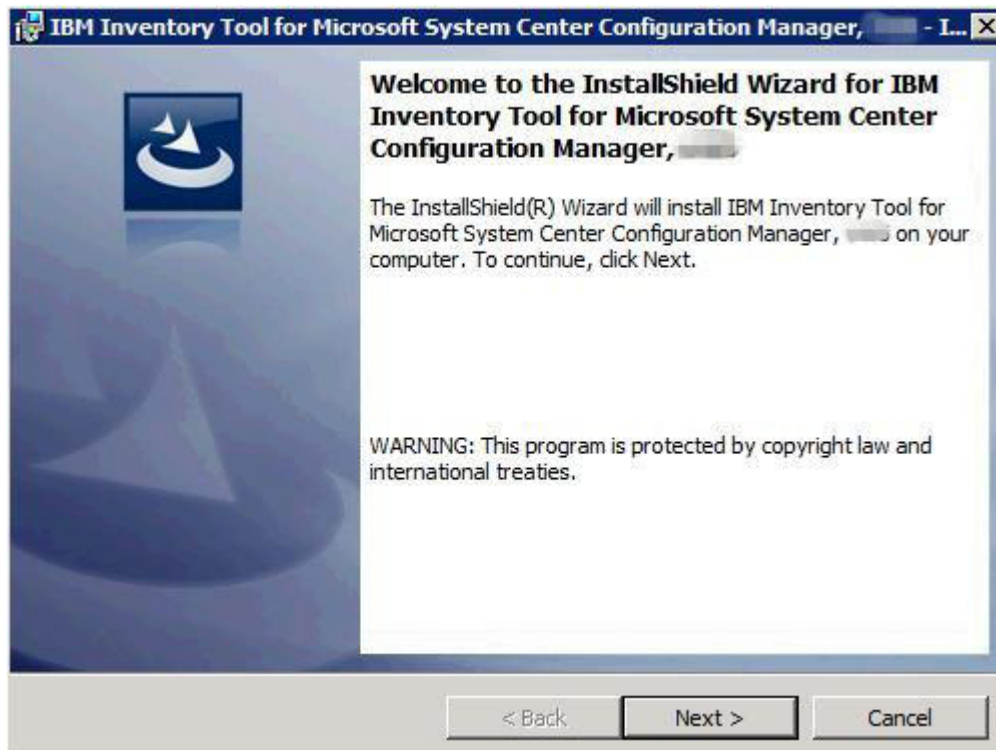 IBM Inventory Tool for Microsoft System Center Configuration Manager, - I...
Welcome to the InstallShield Wizard for IBM
Inventory Tool for Microsoft System Center
Configuration Manager,
The InstallShield(R) Wizard will install IBM Inventory Tool for
Microsoft System Center Configuration Manager, on your
computer. To continue, click Next.
WARNING: This program is protected by copyright law and
international treaties.
< Back
Next >
Cancel